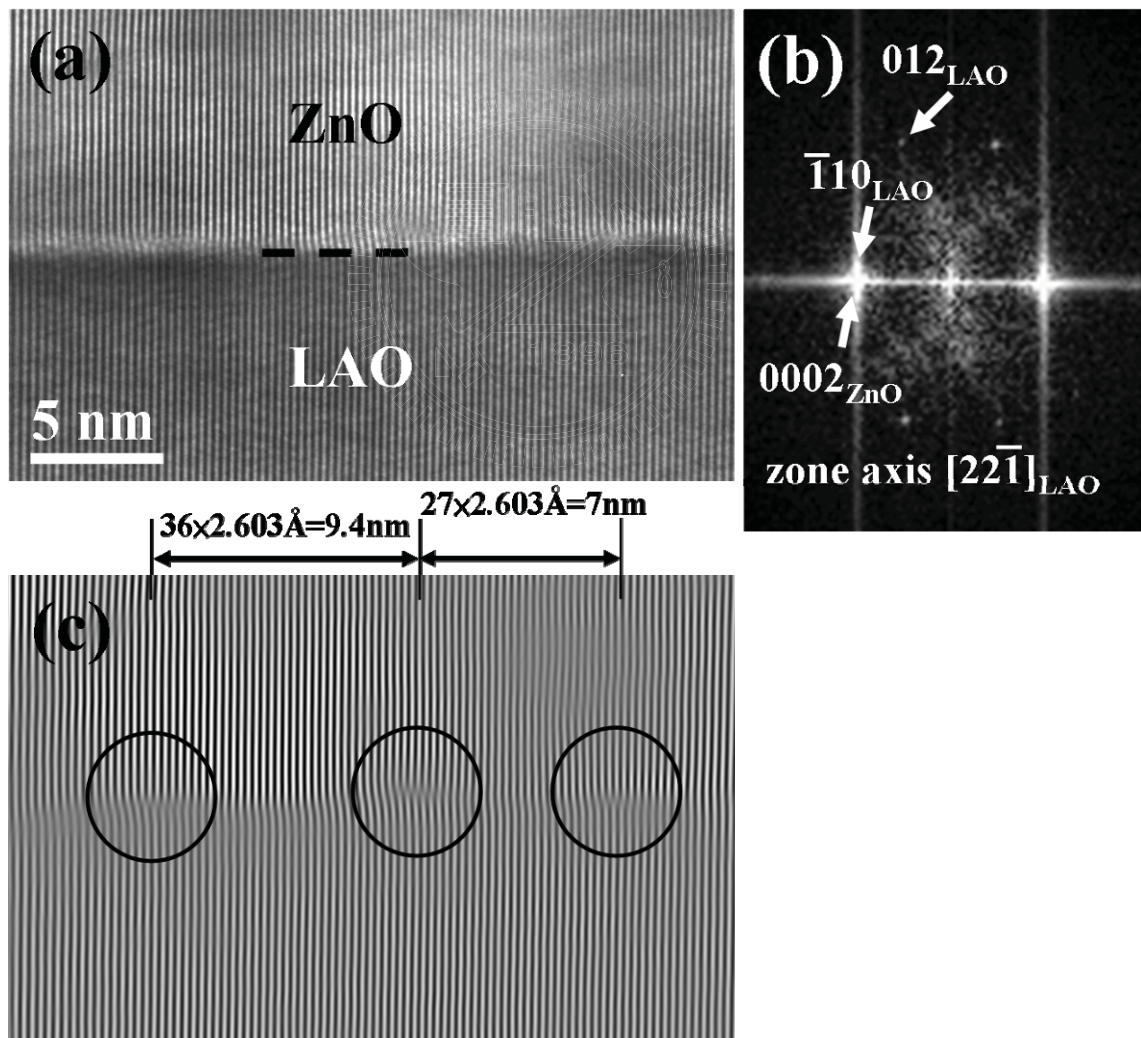 (a)
ZnO
LAO
5 nm
1896
(b)
012LAO
1̅10LAO
0002ZnO
zone axis [221̅]LAO
36×2.603Å=9.4nm
27×2.603Å=7nm
(c)